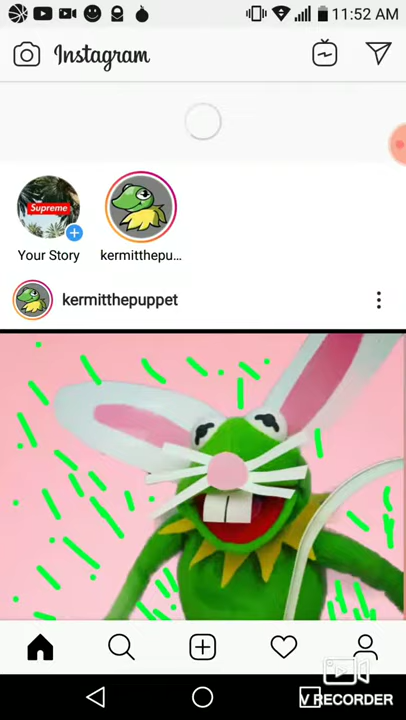 11:52 AM
Instagram
Supreme
Your Story
kermitthepu...
kermitthepuppet
V RECORDER